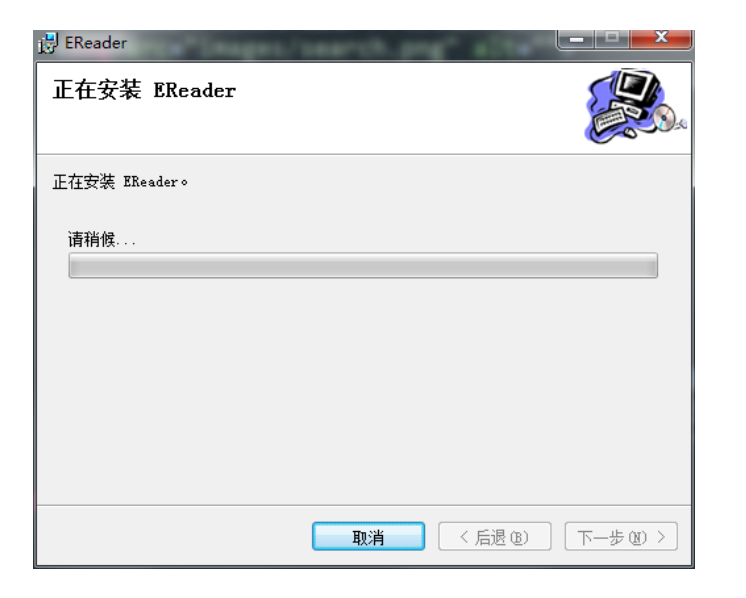 EReader
正在安装 EReader
正在安装 EReader。
请稍候...
取消
< 后退(B)
下一步(N) >